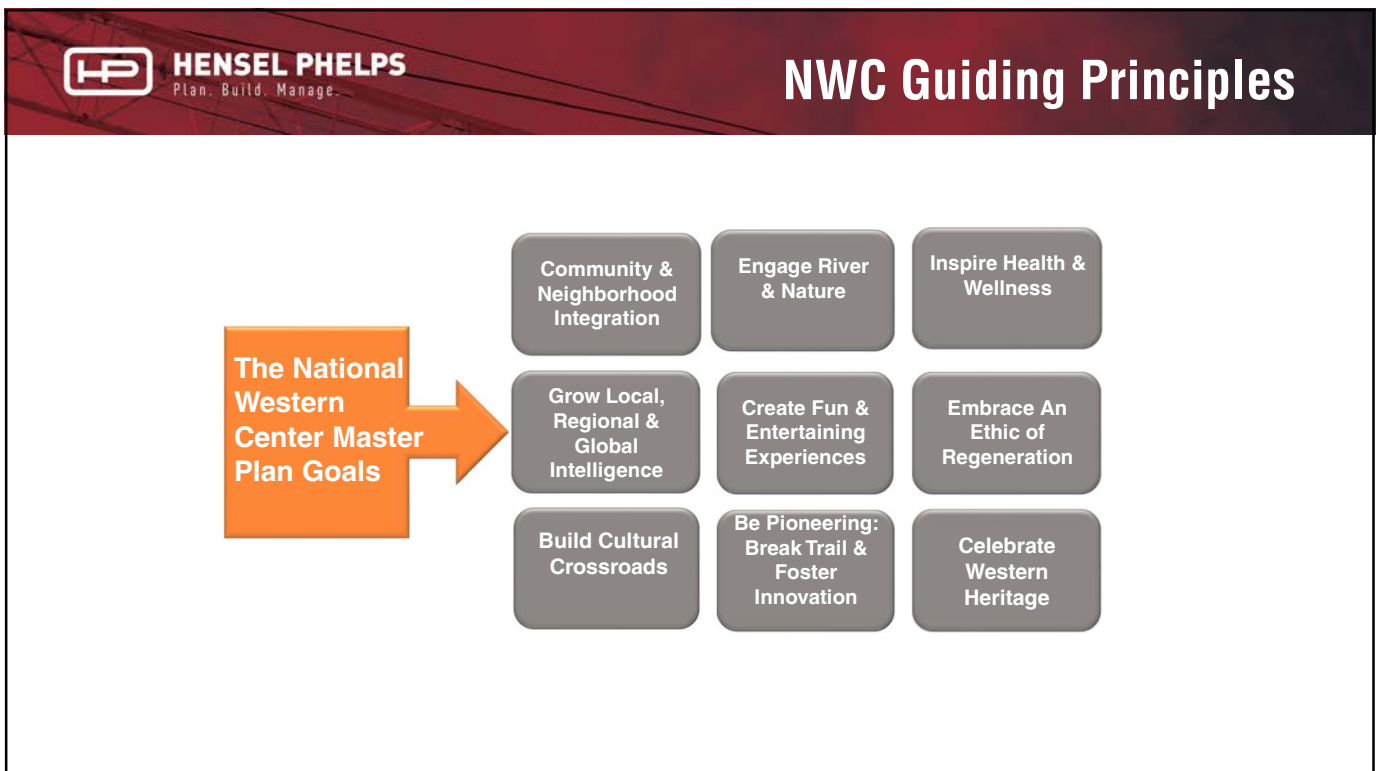 HP
HENSEL PHELPS
Plan. Build. Manage.
NWC Guiding Principles
The National
Western
Center Master
Plan Goals
Community &
Neighborhood
Integration
Engage River
& Nature
Inspire Health &
Wellness
Grow Local,
Regional &
Global
Intelligence
Create Fun &
Entertaining
Experiences
Embrace An
Ethic of
Regeneration
Build Cultural
Crossroads
Be Pioneering:
Break Trail &
Foster
Innovation
Celebrate
Western
Heritage